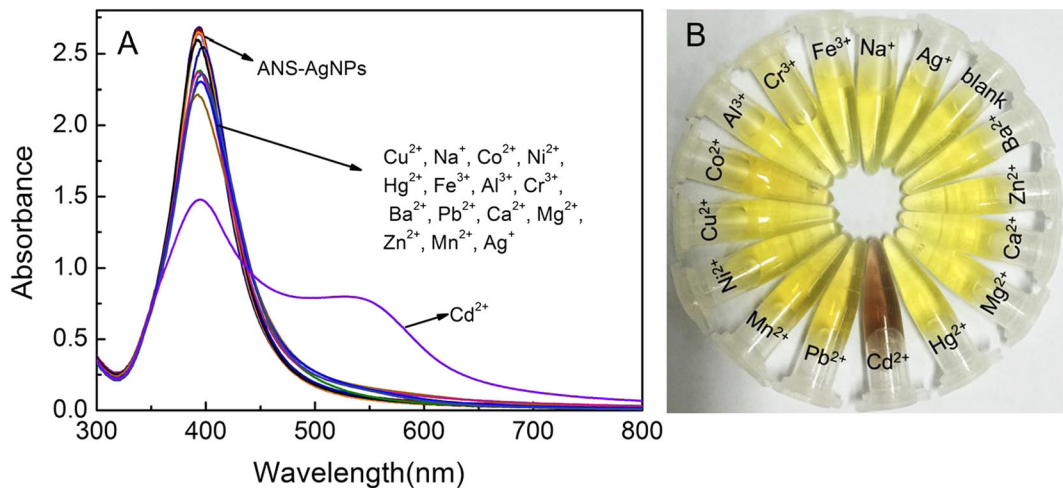 A
ANS-AgNPs
Cu²⁺, Na⁺, Co²⁺, Ni²⁺,
Hg²⁺, Fe³⁺, Al³⁺, Cr³⁺,
Ba²⁺, Pb²⁺, Ca²⁺, Mg²⁺,
Zn²⁺, Mn²⁺, Ag⁺
Cd²⁺
Absorbance
2.5
2.0
1.5
1.0
0.5
0.0
300
400
500
600
700
800
Wavelength(nm)
B
Na⁺
Ag⁺
blank
Ba²⁺
Zn²⁺
Ca²⁺
Mg²⁺
Hg²⁺
Cd²⁺
Pb²⁺
Mn²⁺
Ni²⁺
Cu²⁺
Co²⁺
Al³⁺
Cr³⁺
Fe³⁺